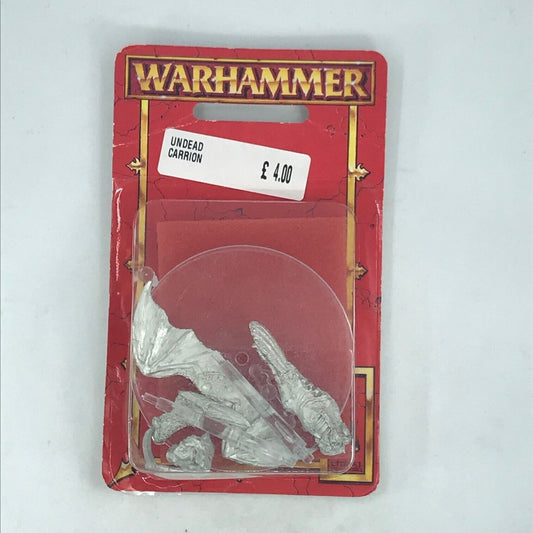 WARHAMMER
UNDEAD
CARRION
£ 4.00